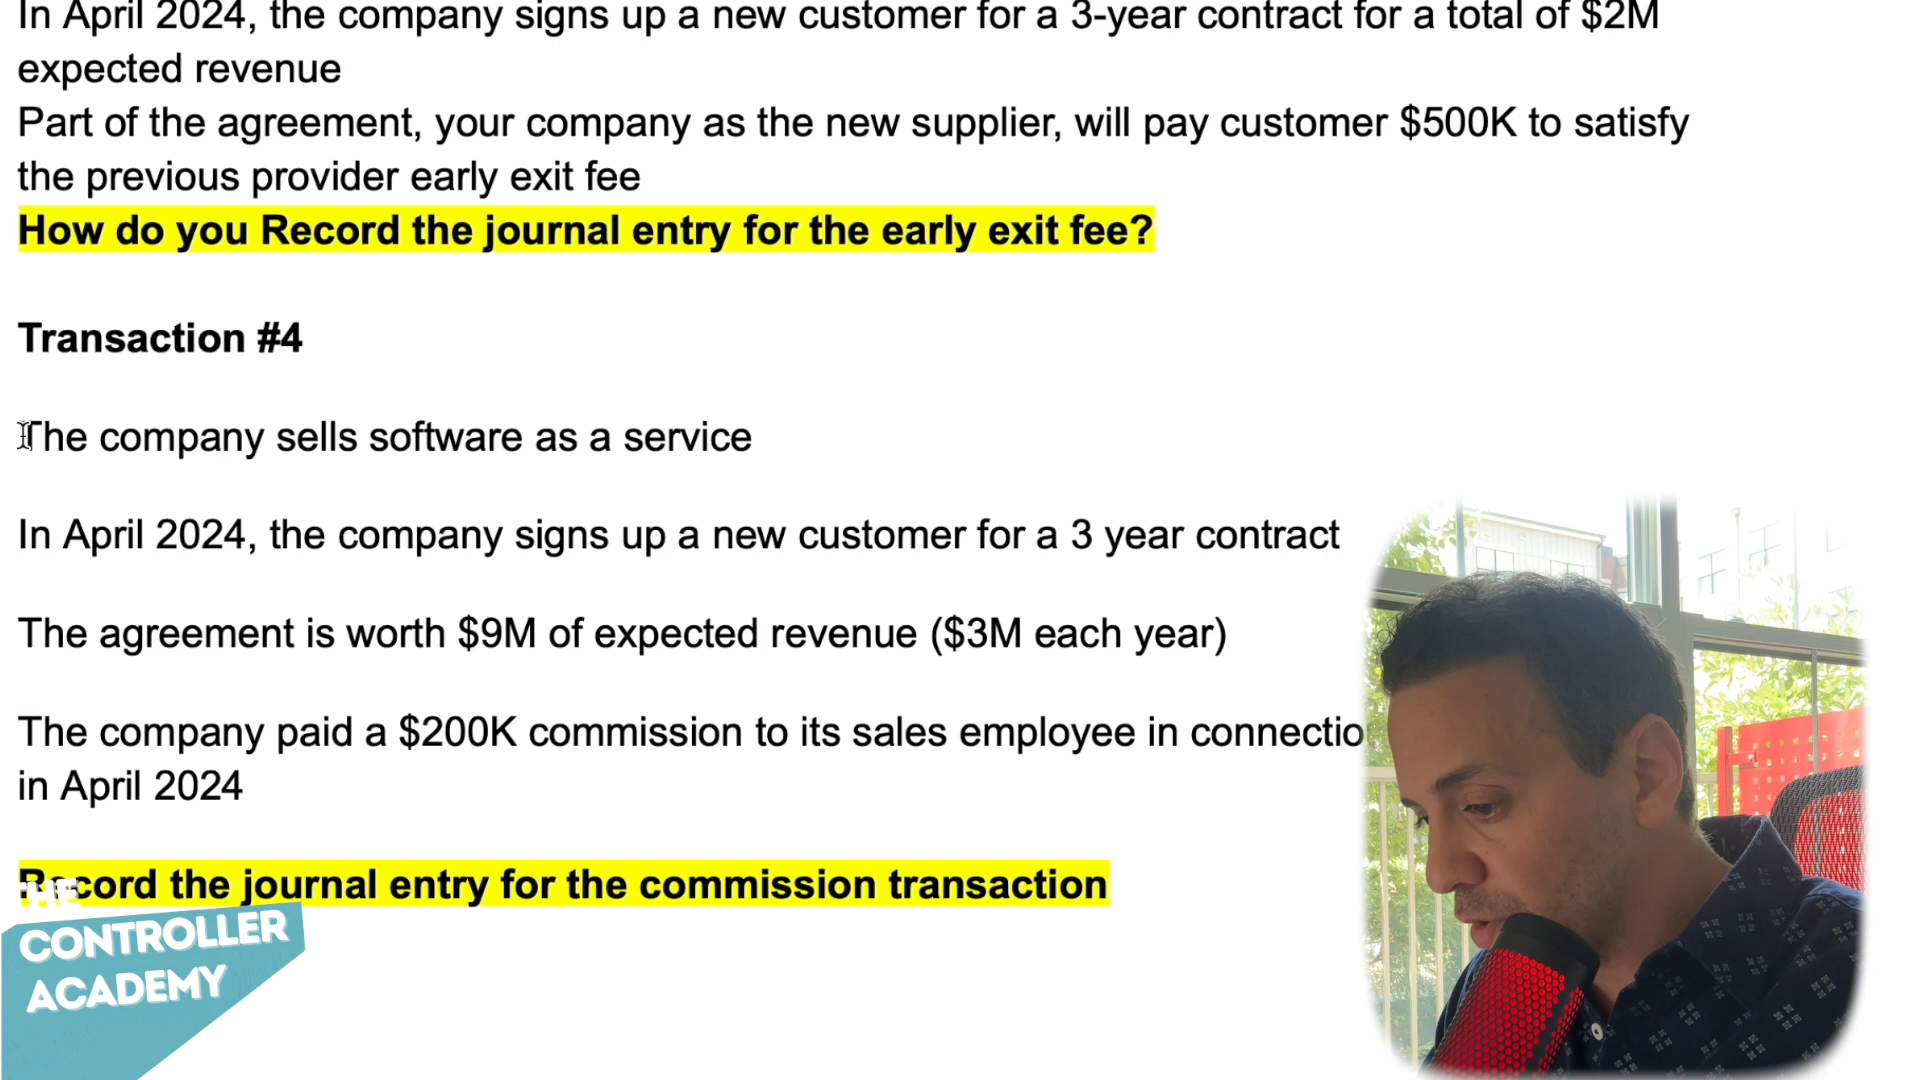 In April 2024, the company signs up a new customer for a 3-year contract for a total of $2M
expected revenue
Part of the agreement, your company as the new supplier, will pay customer $500K to satisfy
the previous provider early exit fee
How do you Record the journal entry for the early exit fee?
Transaction #4
The company sells software as a service
In April 2024, the company signs up a new customer for a 3 year contract
The agreement is worth $9M of expected revenue ($3M each year)
The company paid a $200K commission to its sales employee in connectio
in April 2024
Record the journal entry for the commission transaction
THE
CONTROLLER
ACADEMY